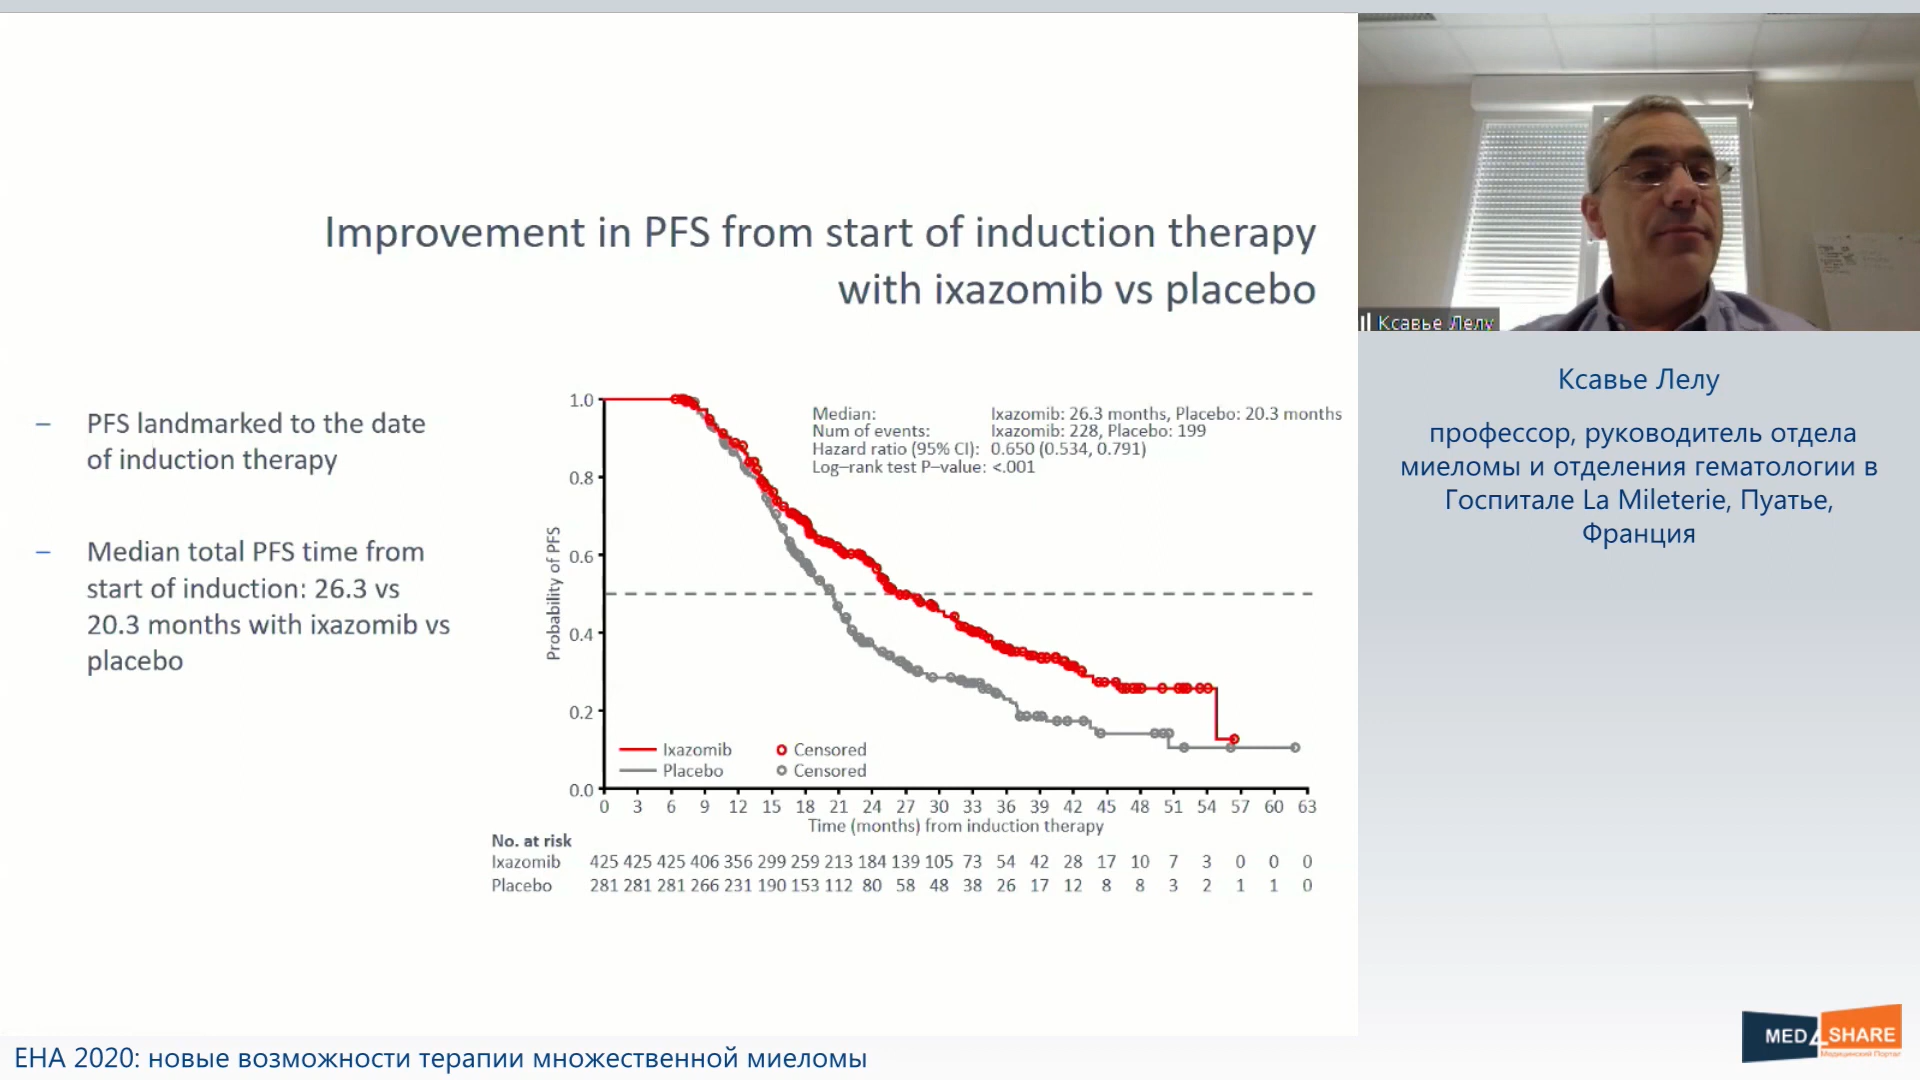 Improvement in PFS from start of induction therapy
with ixazomib vs placebo
– PFS landmarked to the date
of induction therapy
– Median total PFS time from
start of induction: 26.3 vs
20.3 months with ixazomib vs
placebo
Median: Ixazomib: 26.3 months, Placebo: 20.3 months
Num of events: Ixazomib: 228, Placebo: 199
Hazard ratio (95% CI): 0.650 (0.534, 0.791)
Log–rank test P–value: <.001
Probability of PFS
1.0
0.8
0.6
0.4
0.2
0.0
Ixazomib Censored
Placebo Censored
0 3 6 9 12 15 18 21 24 27 30 33 36 39 42 45 48 51 54 57 60 63
Time (months) from induction therapy
No. at risk
Ixazomib 425 425 425 406 356 299 259 213 184 139 105 73 54 42 28 17 10 7 3 0 0 0
Placebo 281 281 281 266 231 190 153 112 80 58 48 38 26 17 12 8 8 3 2 1 1 0
Ксавье Лелу
Ксавье Лелу
профессор, руководитель отдела
миеломы и отделения гематологии в
Госпитале La Mileterie, Пуатье,
Франция
MED4SHARE
Медицинский Портал
EHA 2020: новые возможности терапии множественной миеломы